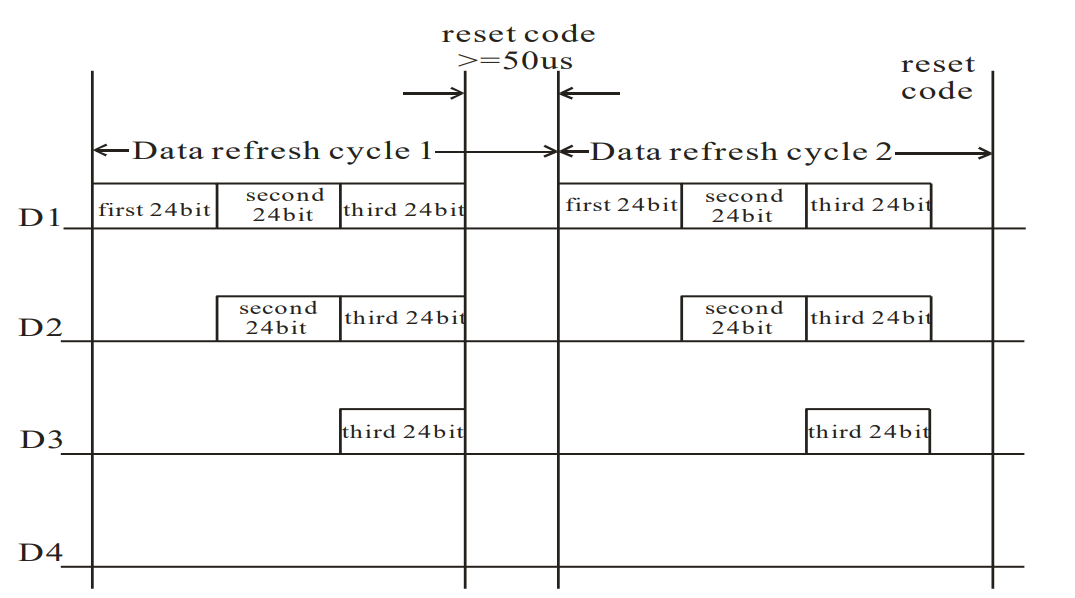 reset code
>=50us
reset
code
Data refresh cycle 1
Data refresh cycle 2
D1
first 24bit
second
24bit
third 24bit
first 24bit
second
24bit
third 24bit
D2
second
24bit
third 24bit
second
24bit
third 24bit
D3
third 24bit
third 24bit
D4